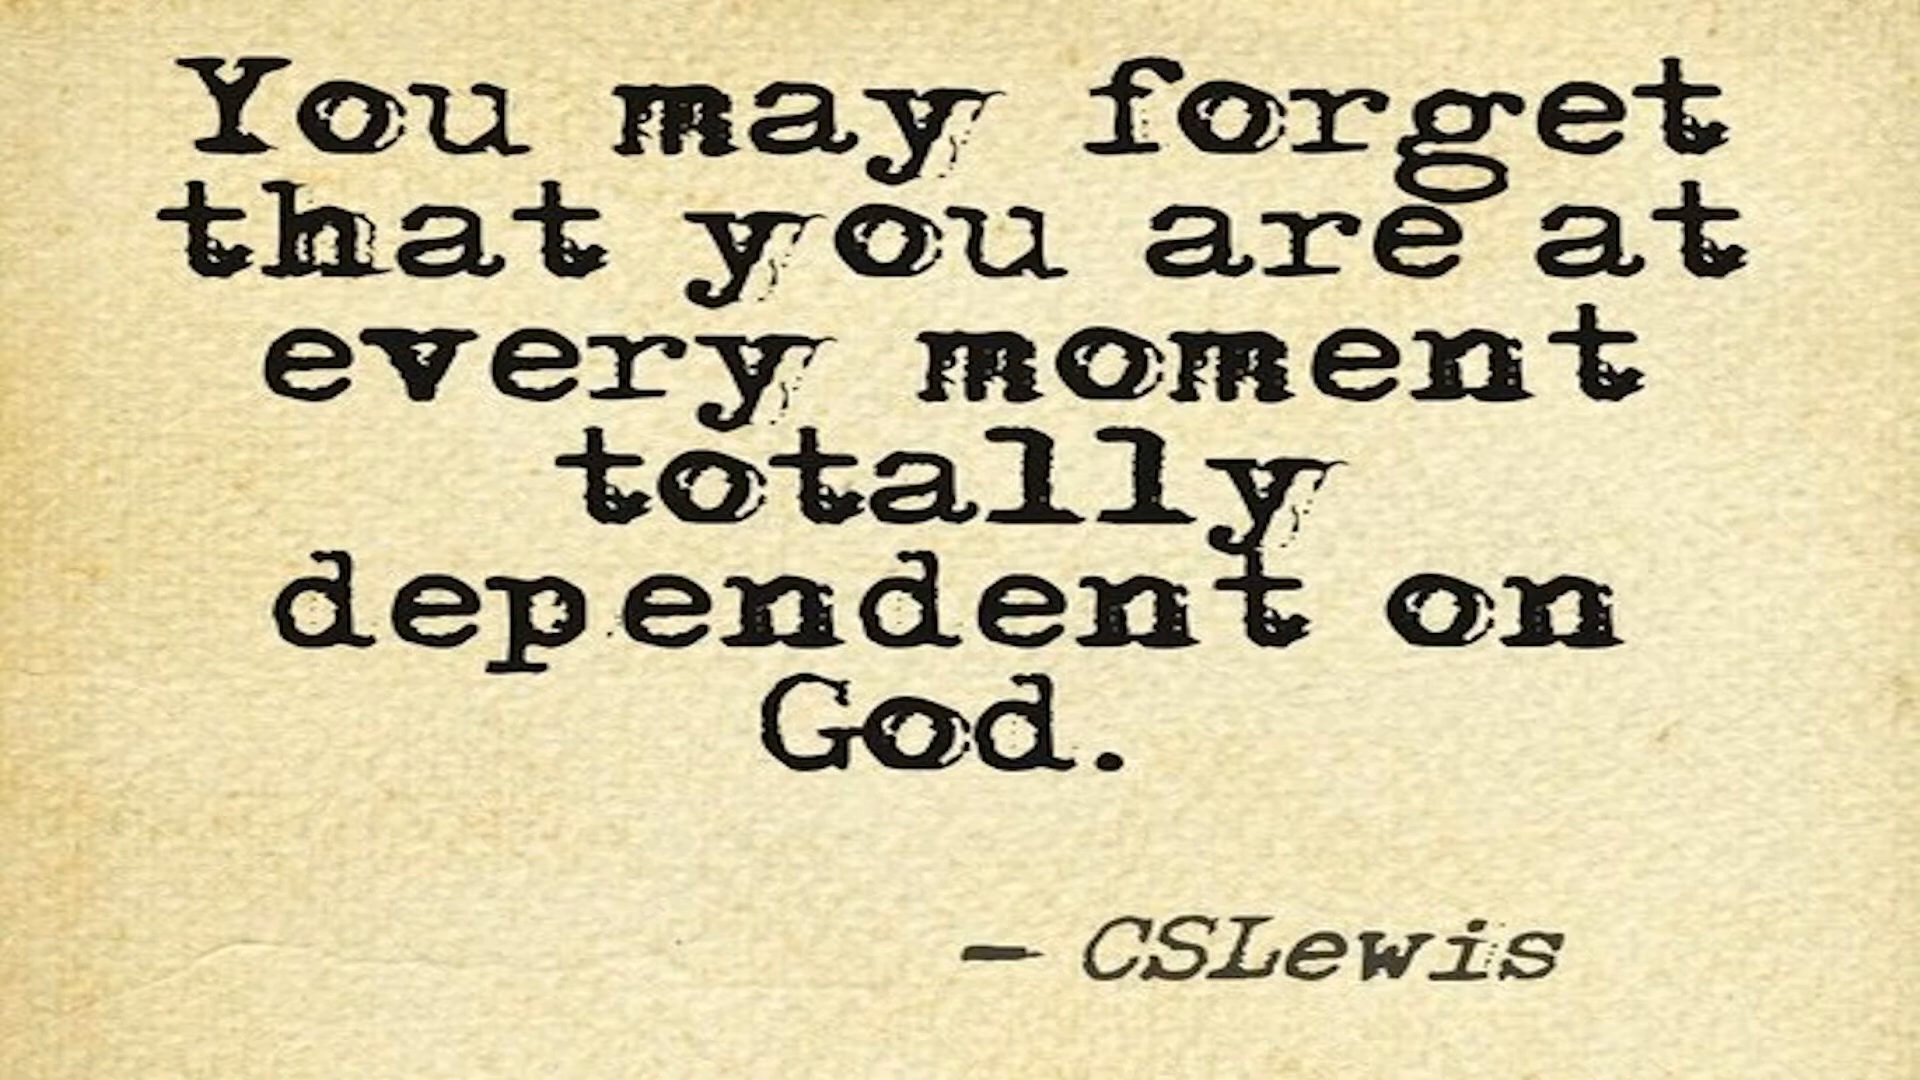 You may forget
that you are at
every moment
totally
dependent on
God.
- CSLewis